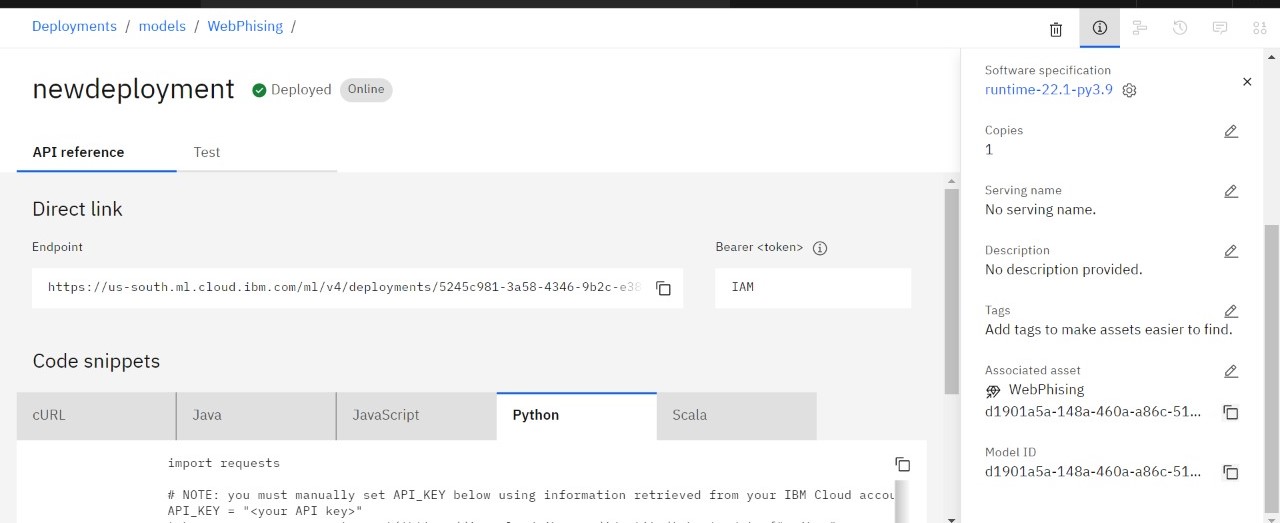 Deployments / models / WebPhising /
newdeployment Deployed Online
API reference Test
Direct link
Endpoint Bearer <token>
https://us-south.ml.cloud.ibm.com/ml/v4/deployments/5245c981-3a58-4346-9b2c-e38 IAM
Code snippets
cURL Java JavaScript Python Scala
import requests
# NOTE: you must manually set API_KEY below using information retrieved from your IBM Cloud accou
API_KEY = "<your API key>"
Software specification
runtime-22.1-py3.9
Copies
1
Serving name
No serving name.
Description
No description provided.
Tags
Add tags to make assets easier to find.
Associated asset
WebPhising
d1901a5a-148a-460a-a86c-51...
Model ID
d1901a5a-148a-460a-a86c-51...